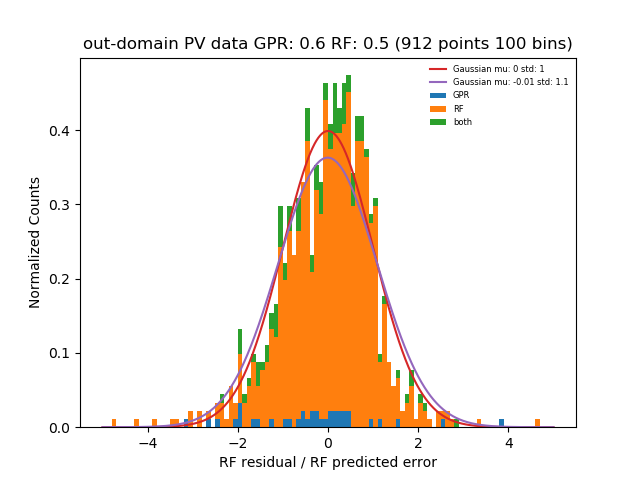 out-domain PV data GPR: 0.6 RF: 0.5 (912 points 100 bins)
Gaussian mu: 0 std: 1
Gaussian mu: -0.01 std: 1.1
GPR
RF
both
Normalized Counts
0.4
0.3
0.2
0.1
0.0
−4 −2 0 2 4
RF residual / RF predicted error